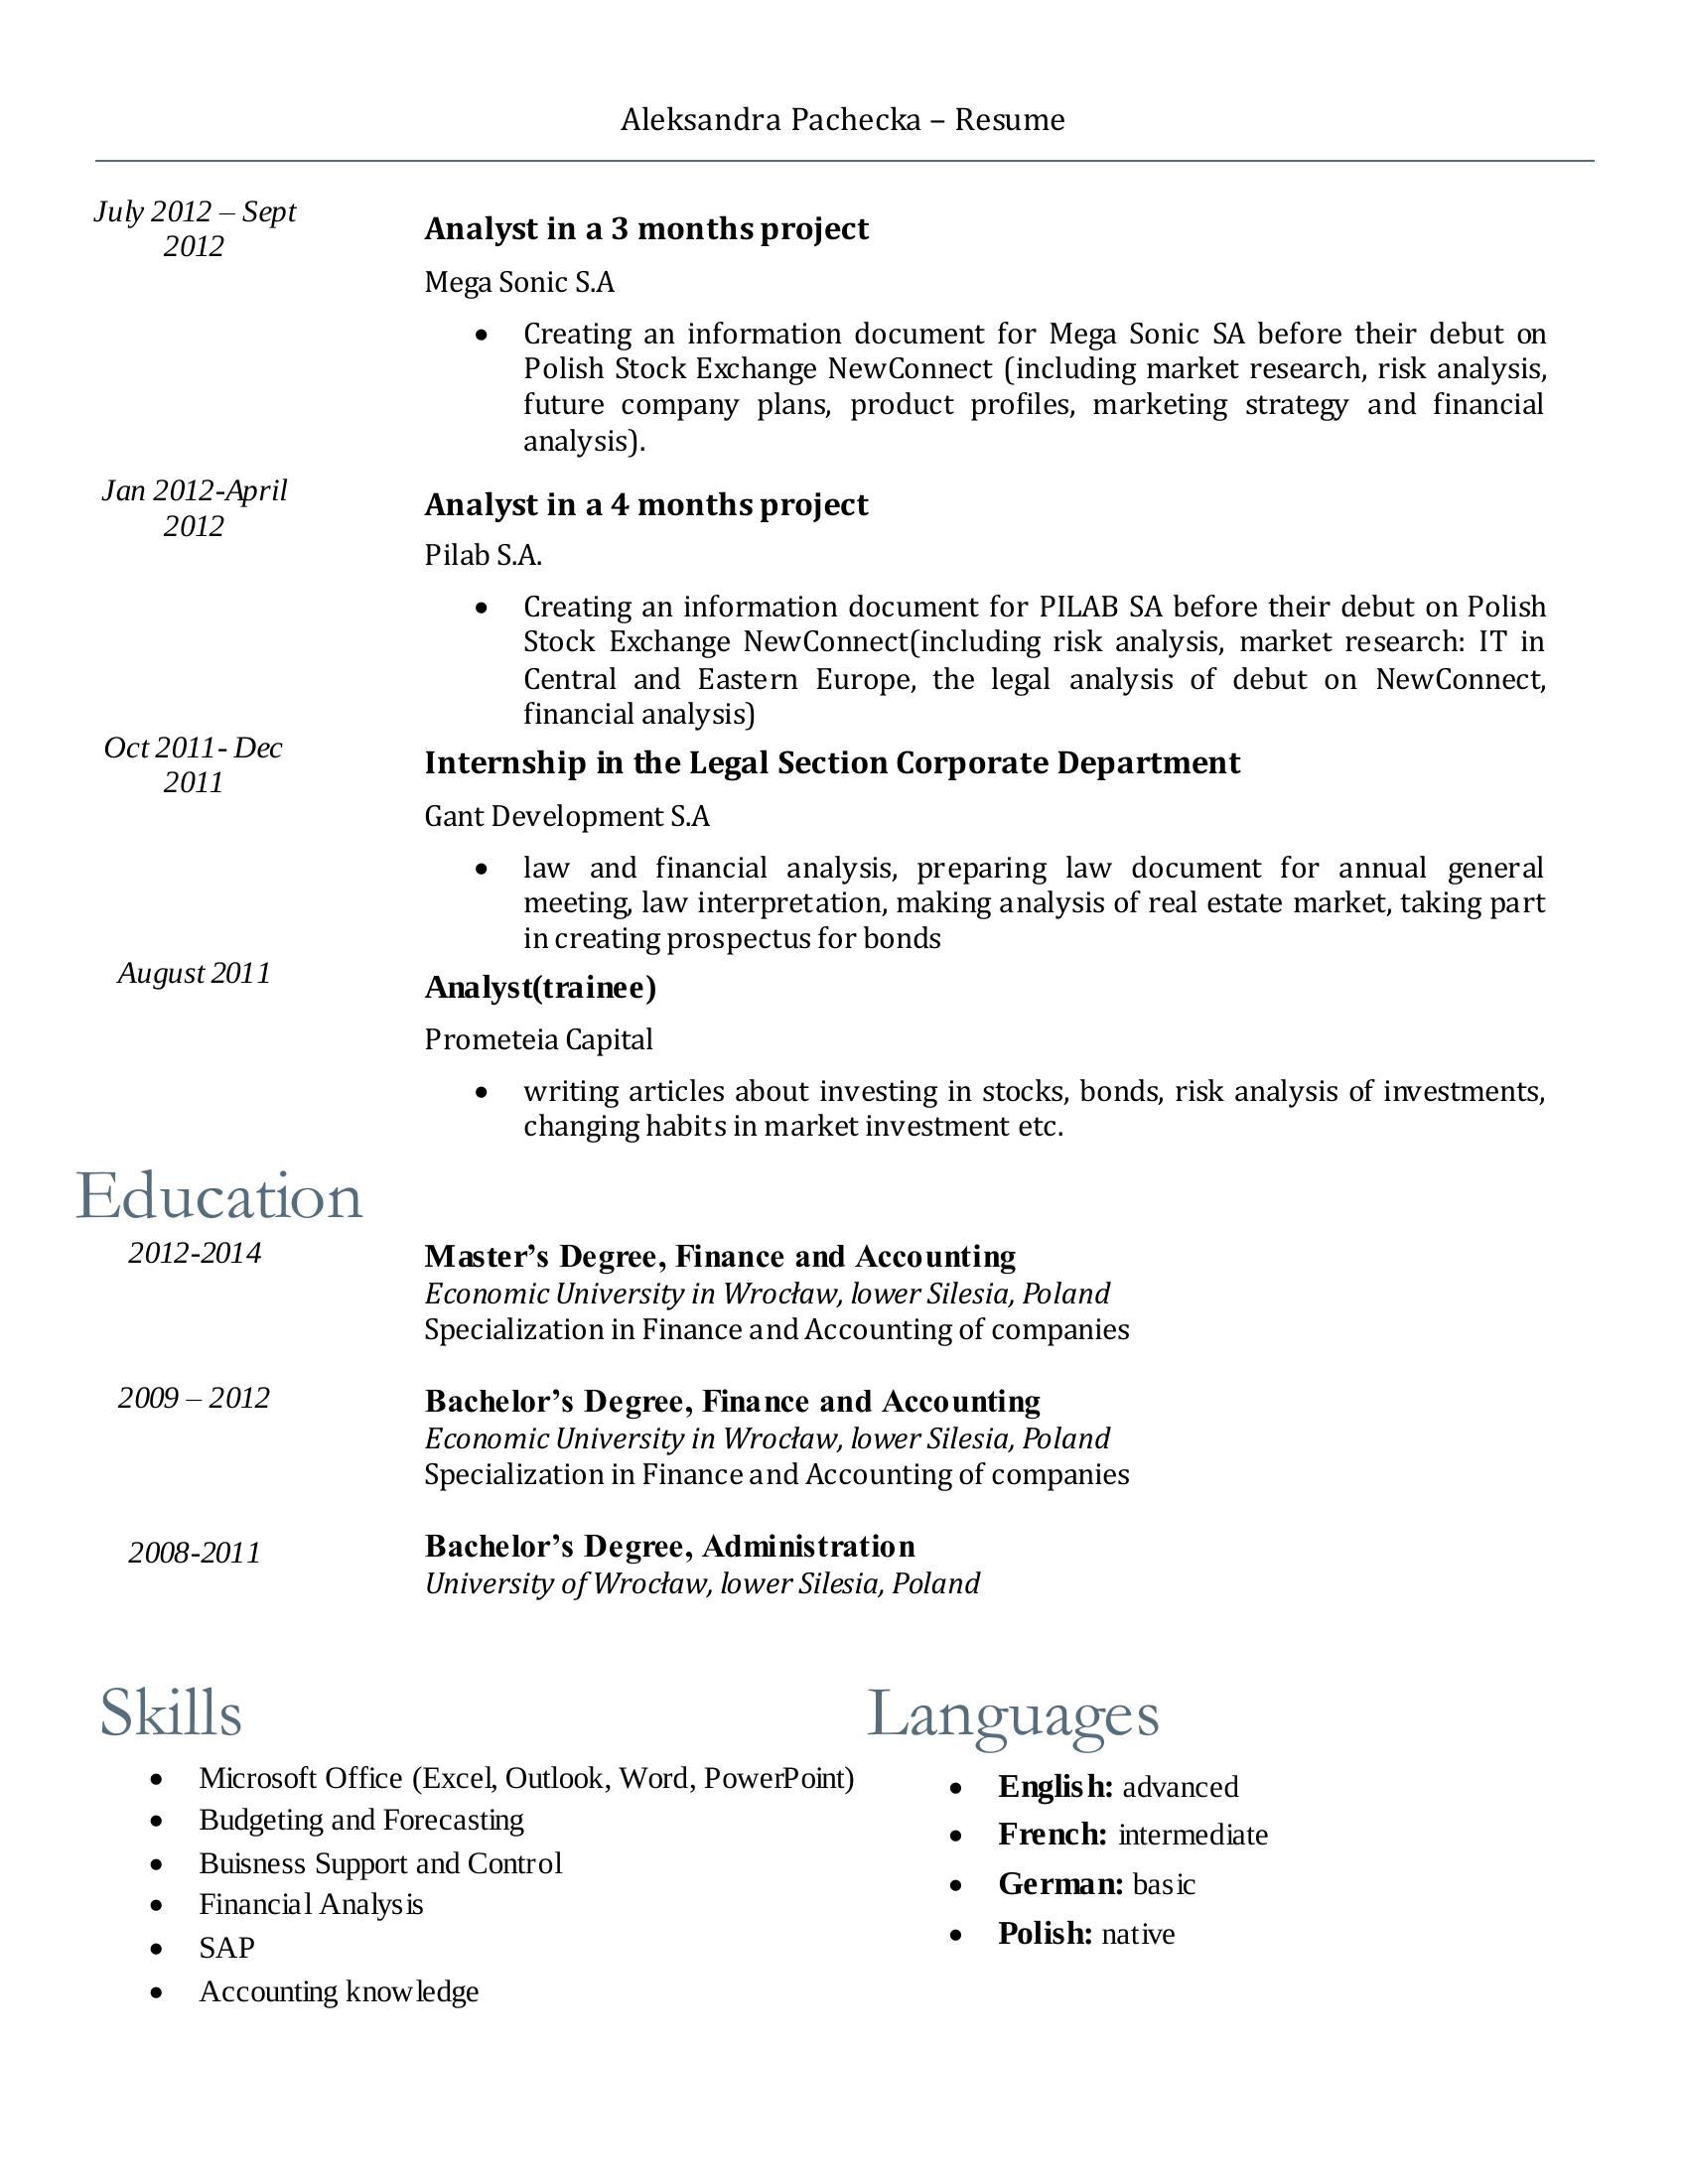 Aleksandra Pachecka – Resume
July 2012 – Sept
2012
Analyst in a 3 months project
Mega Sonic S.A
• Creating an information document for Mega Sonic SA before their debut on
Polish Stock Exchange NewConnect (including market research, risk analysis,
future company plans, product profiles, marketing strategy and financial
analysis).
Jan 2012-April
2012
Analyst in a 4 months project
Pilab S.A.
• Creating an information document for PILAB SA before their debut on Polish
Stock Exchange NewConnect(including risk analysis, market research: IT in
Central and Eastern Europe, the legal analysis of debut on NewConnect,
financial analysis)
Oct 2011- Dec
2011
Internship in the Legal Section Corporate Department
Gant Development S.A
• law and financial analysis, preparing law document for annual general
meeting, law interpretation, making analysis of real estate market, taking part
in creating prospectus for bonds
August 2011
Analyst(trainee)
Prometeia Capital
• writing articles about investing in stocks, bonds, risk analysis of investments,
changing habits in market investment etc.
Education
2012-2014
Master’s Degree, Finance and Accounting
Economic University in Wrocław, lower Silesia, Poland
Specialization in Finance and Accounting of companies
2009 – 2012
Bachelor’s Degree, Finance and Accounting
Economic University in Wrocław, lower Silesia, Poland
Specialization in Finance and Accounting of companies
2008-2011
Bachelor’s Degree, Administration
University of Wrocław, lower Silesia, Poland
Skills
• Microsoft Office (Excel, Outlook, Word, PowerPoint)
• Budgeting and Forecasting
• Buisness Support and Control
• Financial Analysis
• SAP
• Accounting knowledge
Languages
• English: advanced
• French: intermediate
• German: basic
• Polish: native